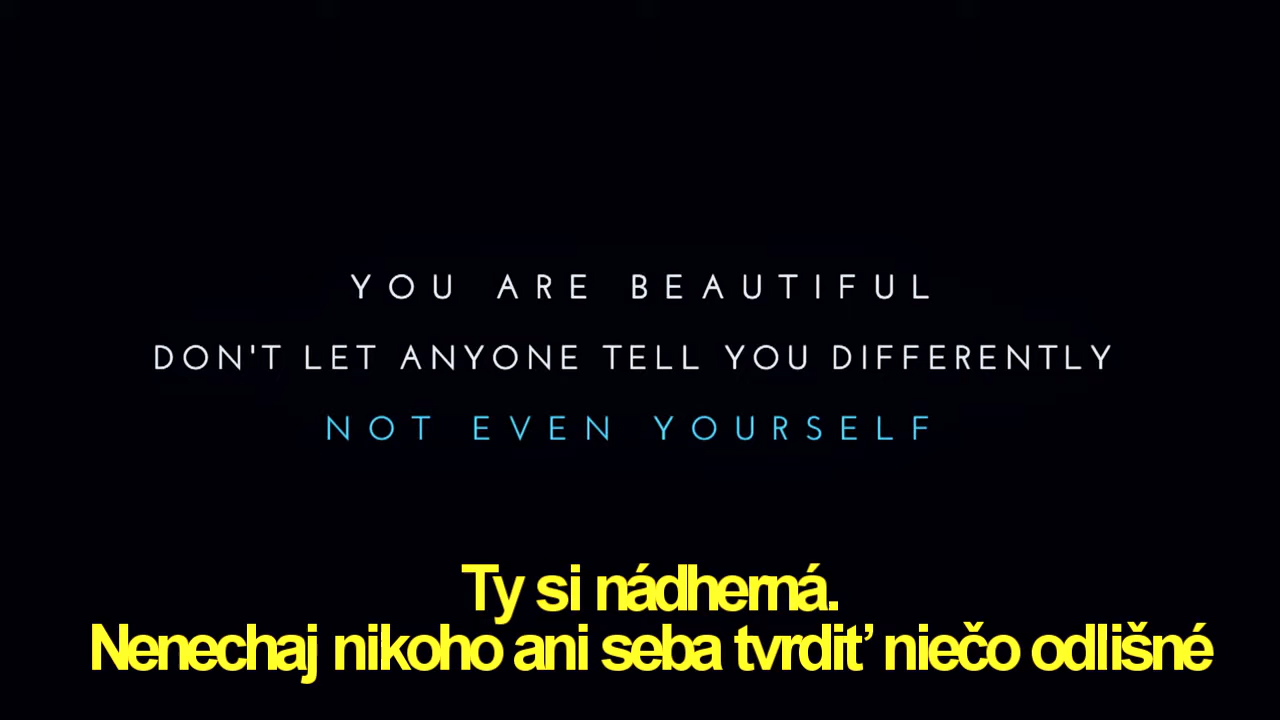 YOU ARE BEAUTIFUL
DON'T LET ANYONE TELL YOU DIFFERENTLY
NOT EVEN YOURSELF
Ty si nádherná.
Nenechaj nikoho ani seba tvrdiť niečo odlišné